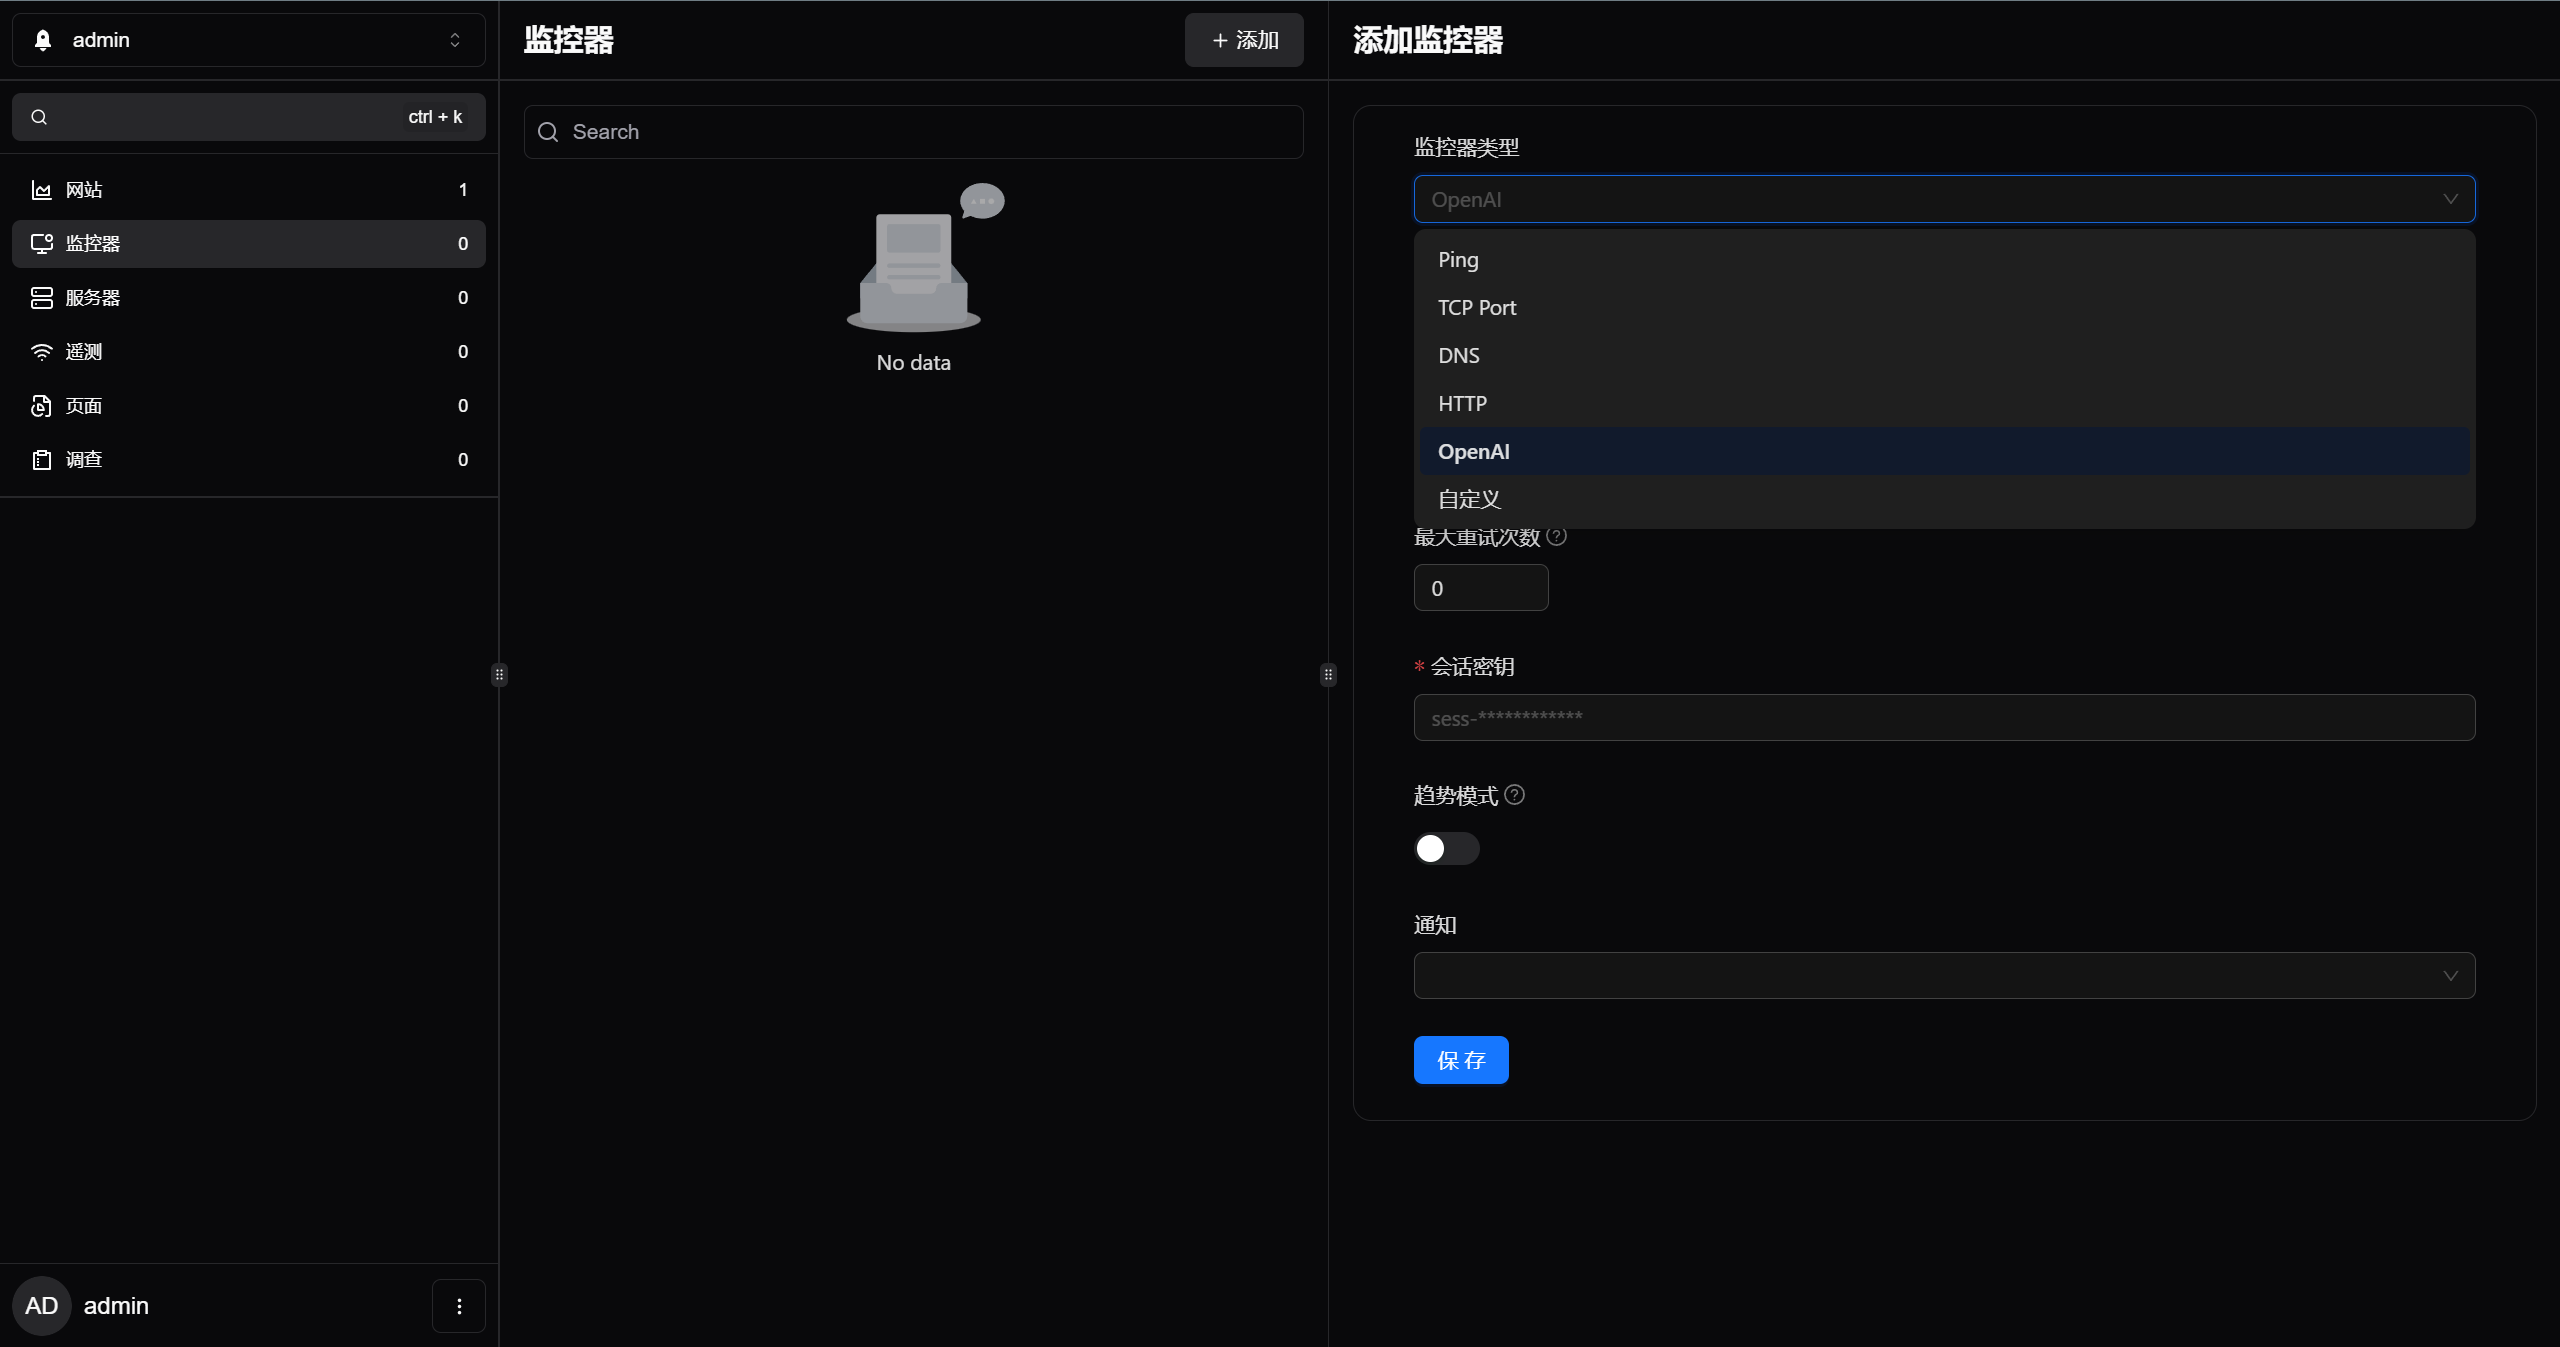 admin
ctrl + k
网站 1
监控器 0
服务器 0
遥测 0
页面 0
调查 0
AD admin
监控器
+ 添加
Search
No data
添加监控器
监控器类型
OpenAI
Ping
TCP Port
DNS
HTTP
OpenAI
自定义
最大重试次数
0
* 会话密钥
sess-************
趋势模式
通知
保存